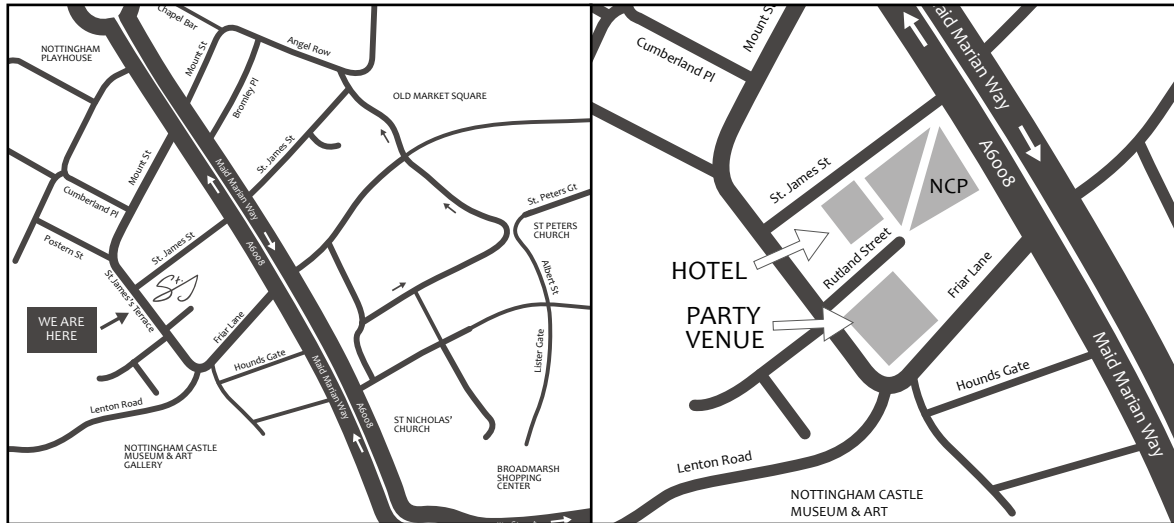 Chapel Bar
Angel Row
NOTTINGHAM
PLAYHOUSE
Mount St
Bromley Pl
OLD MARKET SQUARE
St. James St
Mount St
Maid Marian Way
Cumberland Pl
St. Peters Gt
ST PETERS
CHURCH
Postern St
St. James St
A6008
Albert St
St James's Terrace
StJ
WE ARE
HERE
Friar Lane
Hounds Gate
Maid Marian Way
A6008
Lister Gate
Lenton Road
ST NICHOLAS'
CHURCH
NOTTINGHAM CASTLE
MUSEUM & ART
GALLERY
BROADMARSH
SHOPPING
CENTER
Mount St
Maid Marian Way
Cumberland Pl
A6008
St. James St
NCP
HOTEL
Rutland Street
Friar Lane
PARTY
VENUE
Maid Marian Way
Hounds Gate
Lenton Road
NOTTINGHAM CASTLE
MUSEUM & ART